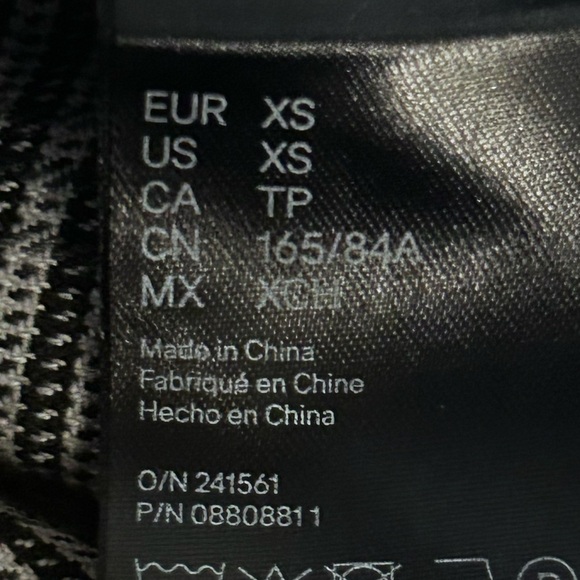 EUR XS
US XS
CA TP
CN 165/84A
MX XCH
Made in China
Fabriqué en Chine
Hecho en China
O/N 241561
P/N 08808811